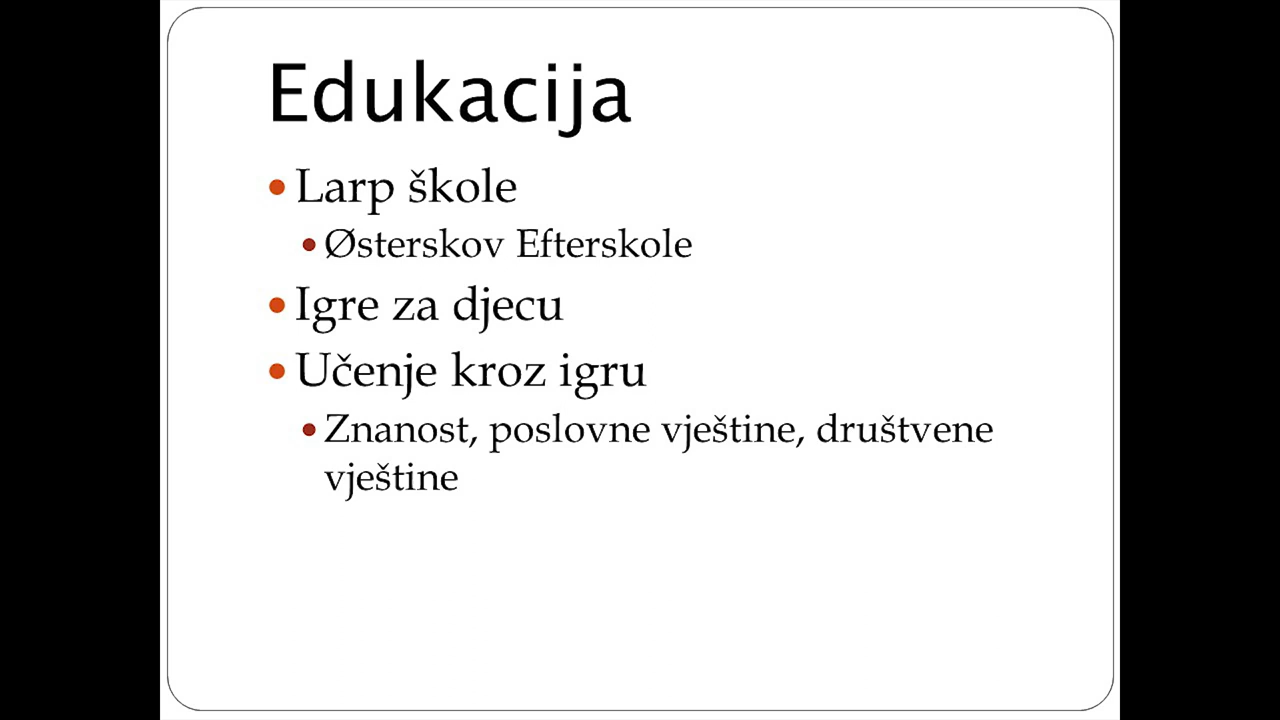 Edukacija
Larp škole
Østerskov Efterskole
Igre za djecu
Učenje kroz igru
Znanost, poslovne vještine, društvene
vještine